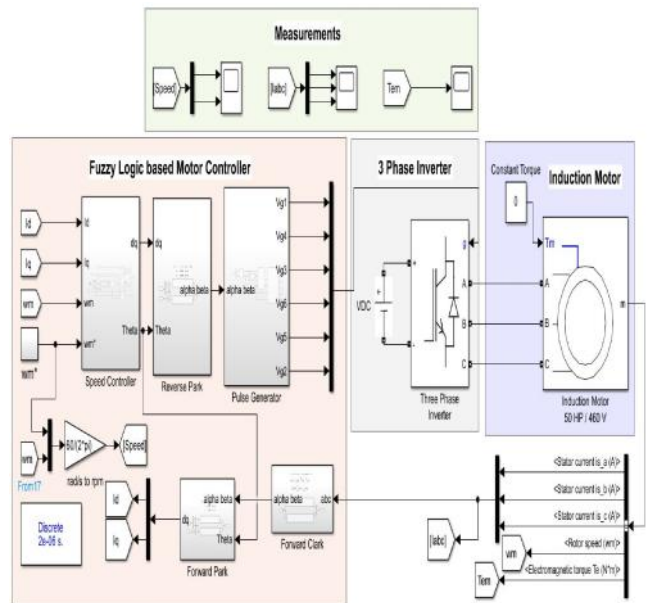 Measurements
[Speed]
[Iabc]
Tem
Fuzzy Logic based Motor Controller
3 Phase Inverter
Constant Torque
Induction Motor
Id
Iq
wm
wm*
Id
Iq
wm
wm*
dq
Theta
Speed Controller
dq
Theta
alpha beta
Reverse Park
alpha beta
Vg1
Vg4
Vg3
Vg6
Vg5
Vg2
Pulse Generator
VDC
+
-
g
A
B
C
Three Phase
Inverter
0
Tm
A
B
C
m
Induction Motor
50 HP / 460 V
wm
From17
60/(2*pi)
rad/s to rpm
[Speed]
Discrete
2e-06 s.
Id
Iq
dq
alpha beta
Theta
Forward Park
alpha beta
abc
Forward Clark
[Iabc]
<Stator current is_a (A)>
<Stator current is_b (A)>
<Stator current is_c (A)>
<Rotor speed (wm)>
wm
<Electromagnetic torque Te (N*m)>
Tem